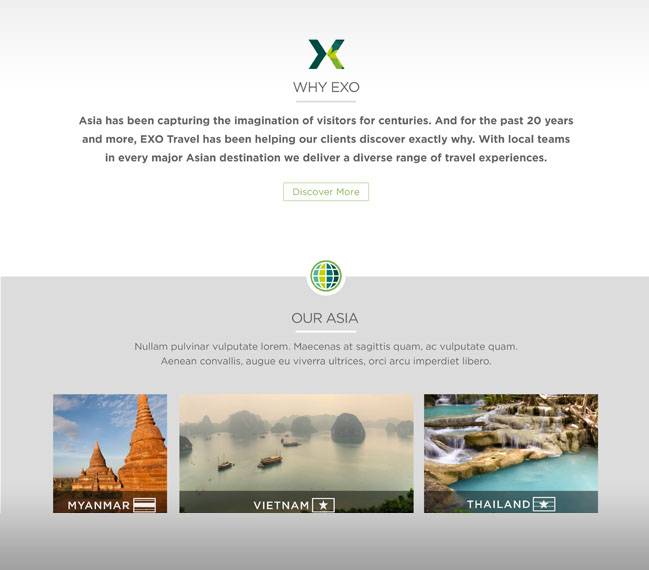 WHY EXO
Asia has been capturing the imagination of visitors for centuries. And for the past 20 years
and more, EXO Travel has been helping our clients discover exactly why. With local teams
in every major Asian destination we deliver a diverse range of travel experiences.
Discover More
OUR ASIA
Nullam pulvinar vulputate lorem. Maecenas at sagittis quam, ac vulputate quam.
Aenean convallis, augue eu viverra ultrices, orci arcu imperdiet libero.
MYANMAR
VIETNAM
THAILAND